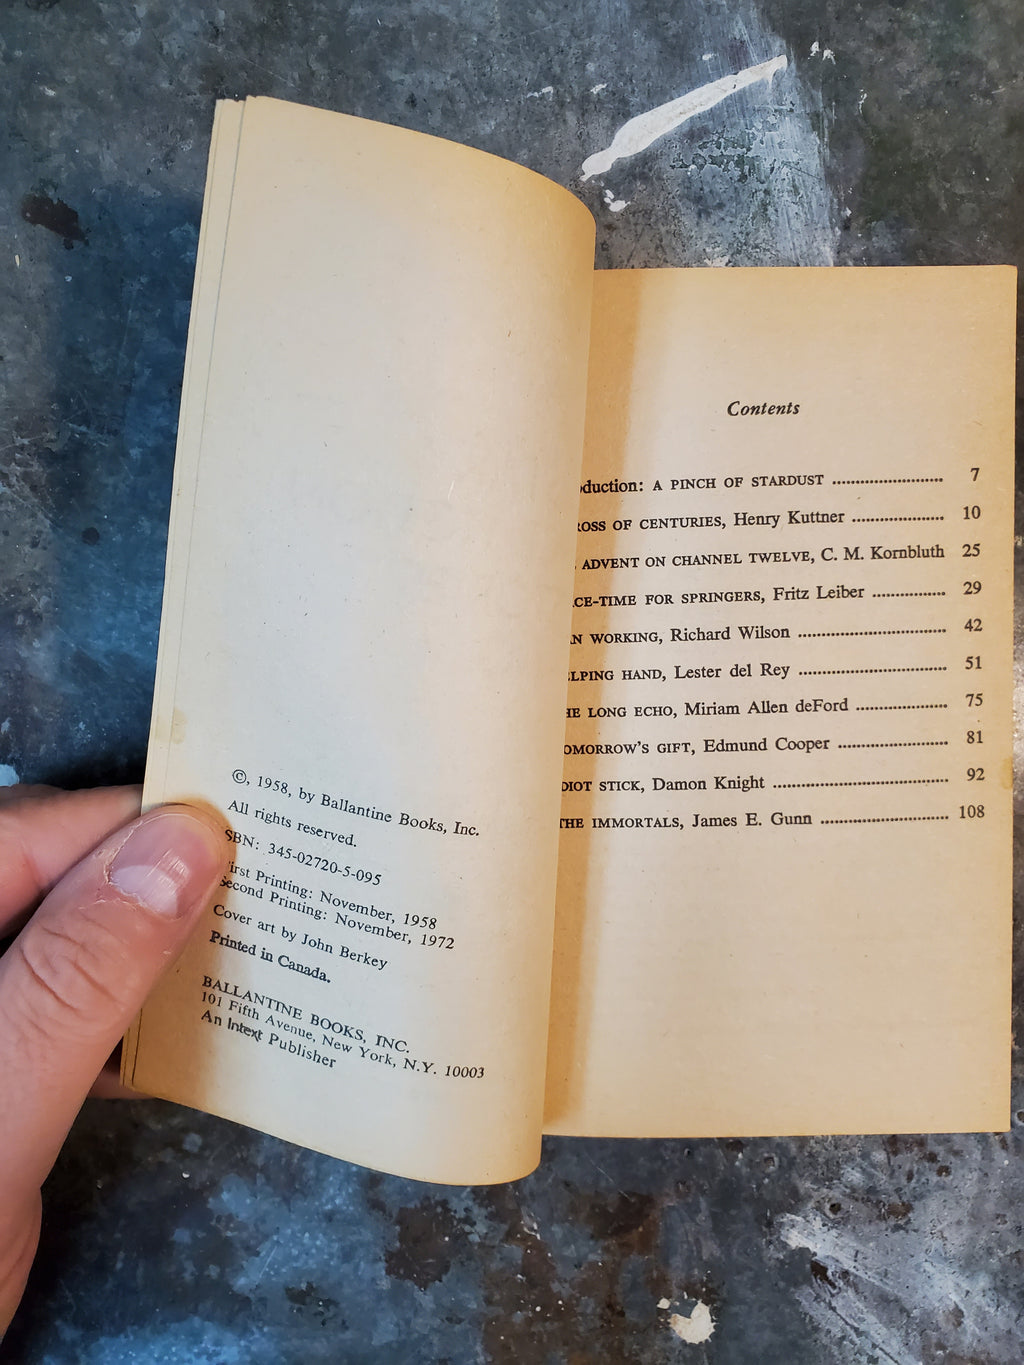 ©, 1958, by Ballantine Books, Inc.
All rights reserved.
SBN: 345-02720-5-095
First Printing: November, 1958
Second Printing: November, 1972
Cover art by John Berkey
Printed in Canada.
BALLANTINE BOOKS, INC.
101 Fifth Avenue, New York, N.Y. 10003
An Intext Publisher
Contents
oduction: A PINCH OF STARDUST ........................ 7
ROSS OF CENTURIES, Henry Kuttner .................... 10
ADVENT ON CHANNEL TWELVE, C. M. Kornbluth 25
CE-TIME FOR SPRINGERS, Fritz Leiber ................ 29
N WORKING, Richard Wilson ................................ 42
LPING HAND, Lester del Rey ................................ 51
HE LONG ECHO, Miriam Allen deFord .................... 75
OMORROW'S GIFT, Edmund Cooper ........................ 81
DIOT STICK, Damon Knight .................................... 92
THE IMMORTALS, James E. Gunn ............................ 108